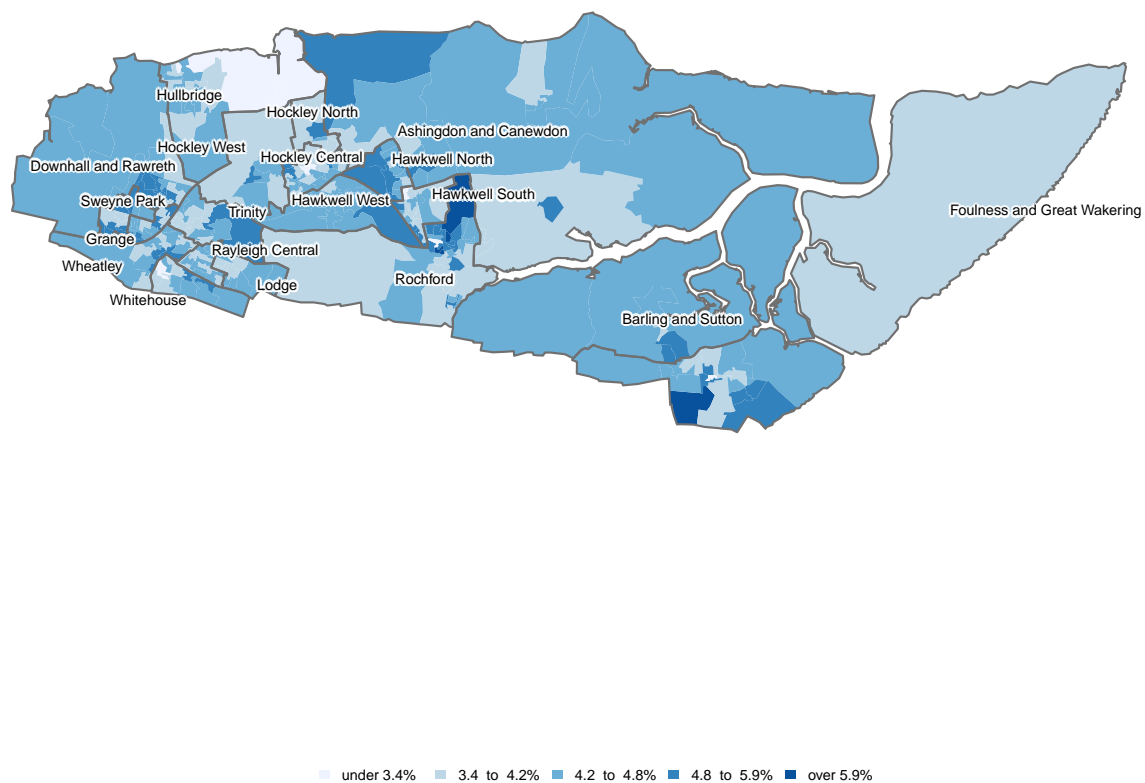 Hullbridge
Hockley North
Ashingdon and Canewdon
Hockley West
Hockley Central
Hawkwell North
Downhall and Rawreth
Hawkwell South
Sweyne Park
Hawkwell West
Trinity
Foulness and Great Wakering
Grange
Rayleigh Central
Wheatley
Rochford
Lodge
Whitehouse
Barling and Sutton
under 3.4% 3.4 to 4.2% 4.2 to 4.8% 4.8 to 5.9% over 5.9%